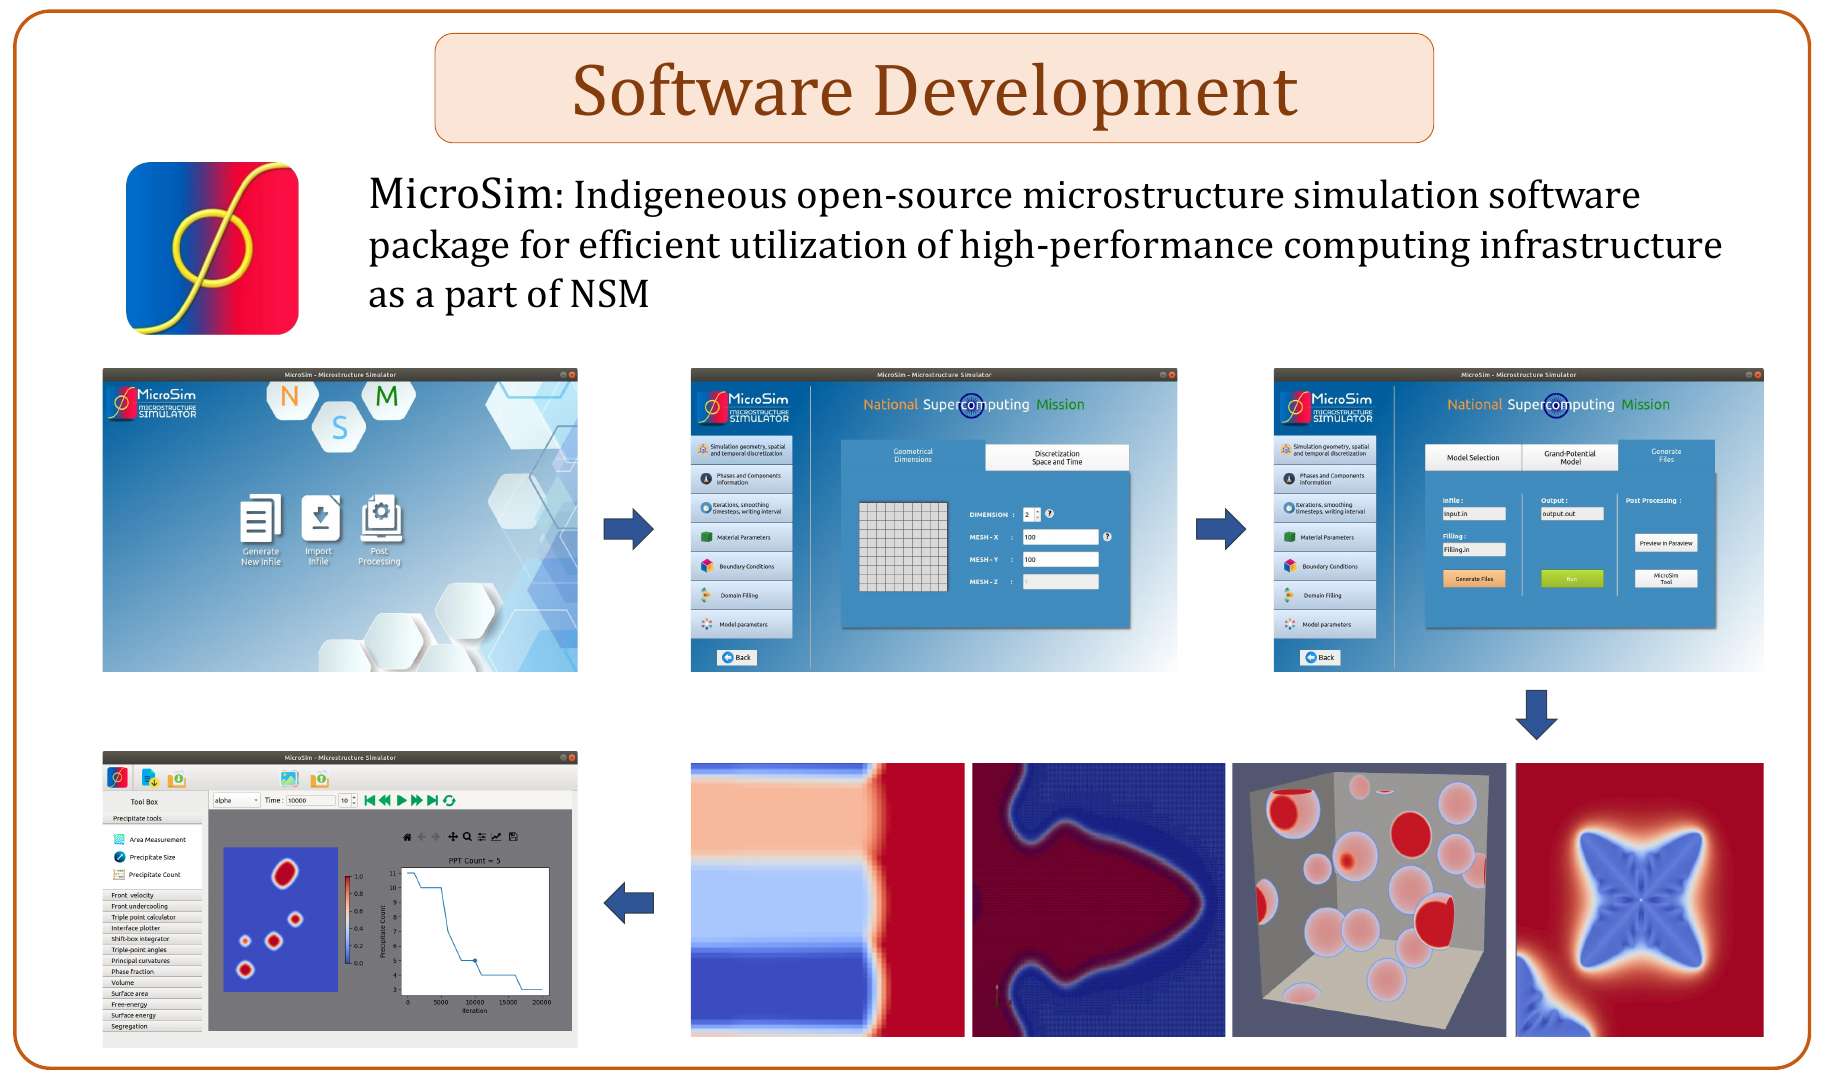 Software Development
MicroSim: Indigeneous open-source microstructure simulation software
package for efficient utilization of high-performance computing infrastructure
as a part of NSM
MicroSim - Microstructure Simulator
MicroSim
MICROSTRUCTURE
SIMULATOR
N
S
M
Generate
New Infile
Import
Infile
Post
Processing
MicroSim - Microstructure Simulator
MicroSim
MICROSTRUCTURE
SIMULATOR
National Supercomputing Mission
Simulation geometry, spatial
and temporal discretization
Phases and Components
information
Iterations, smoothing
timesteps, writing interval
Material Parameters
Boundary Conditions
Domain Filling
Model parameters
Back
Geometrical
Dimensions
Discretization
Space and Time
DIMENSION : 2 ?
MESH - X : 100 ?
MESH - Y : 100
MESH - Z : 1
MicroSim - Microstructure Simulator
MicroSim
MICROSTRUCTURE
SIMULATOR
National Supercomputing Mission
Simulation geometry, spatial
and temporal discretization
Phases and Components
information
Iterations, smoothing
timesteps, writing interval
Material Parameters
Boundary Conditions
Domain Filling
Model parameters
Back
Model Selection
Grand-Potential
Model
Generate
Files
Infile :
Input.in
Filling :
Filling.in
Generate Files
Output :
output.out
Run
Post Processing :
Preview in Paraview
MicroSim
Tool
MicroSim - Microstructure Simulator
Tool Box
Precipitate tools
Area Measurement
Precipitate Size
Precipitate Count
Front velocity
Front undercooling
Triple point calculator
Interface plotter
Shift-box integrator
Triple-point angles
Principal curvatures
Phase fraction
Volume
Surface area
Free-energy
Surface energy
Segregation
alpha
Time : 10000
10
1.0
0.8
0.6
0.4
0.2
0.0
PPT Count = 5
Precipitate Count
11
10
9
8
7
6
5
4
3
0 5000 10000 15000 20000
Iteration